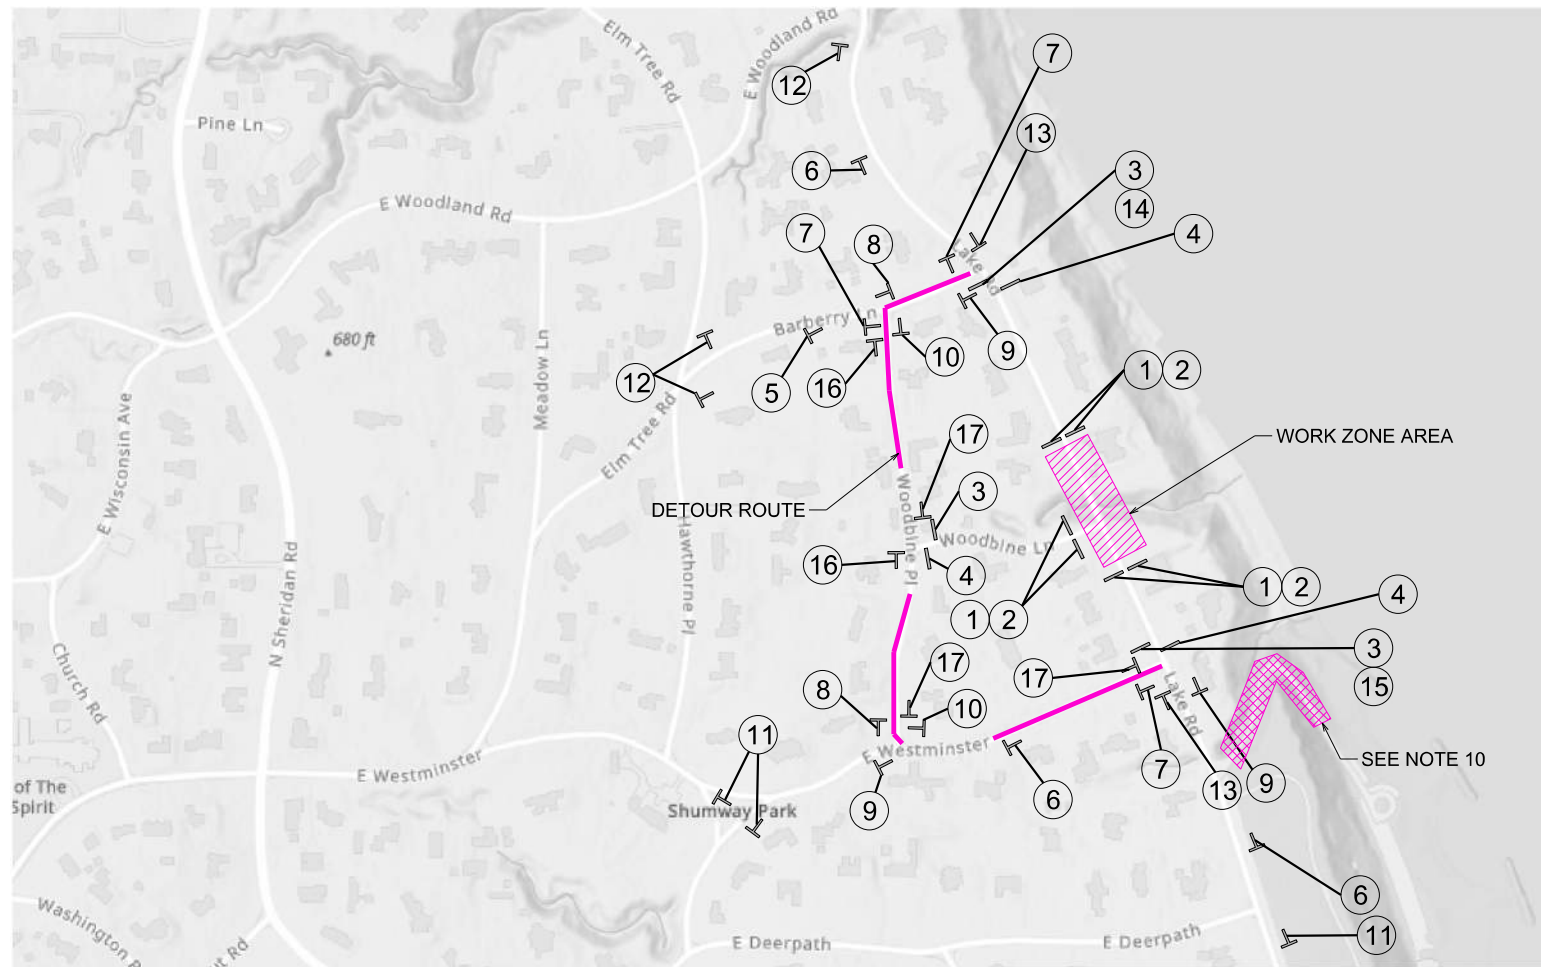 Elm Tree Rd
E Woodland Rd
7
12
Pine Ln
13
6
3
14
E Woodland Rd
7
8
4
Lake Rd
680 ft
Barberry Ln
10
9
12
5
16
1 2
Meadow Ln
E Wisconsin Ave
Elm Tree Rd
17
WORK ZONE AREA
3
DETOUR ROUTE
Woodbine Pl
Woodbine Ln
Hawthorne Pl
16
4
1 2
1 2
4
N Sheridan Rd
3
15
17
17
Church Rd
8
Lake Rd
10
11
E Westminster
E Westminster
SEE NOTE 10
7
13
9
of The
Spirit
6
Shumway Park
9
6
11
Washington
Rd
E Deerpath
E Deerpath